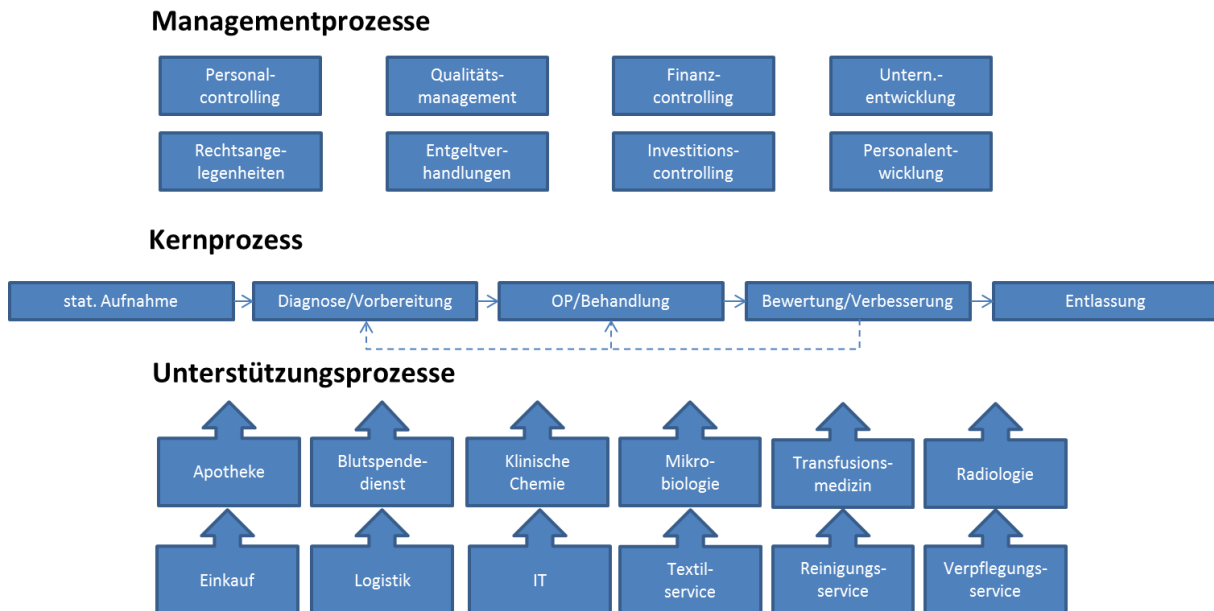 Managementprozesse
Personal-
controlling
Qualitäts-
management
Finanz-
controlling
Untern.-
entwicklung
Rechtsange-
legenheiten
Entgeltver-
handlungen
Investitions-
controlling
Personalent-
wicklung
Kernprozess
stat. Aufnahme
Diagnose/Vorbereitung
OP/Behandlung
Bewertung/Verbesserung
Entlassung
Unterstützungsprozesse
Apotheke
Blutspende-
dienst
Klinische
Chemie
Mikro-
biologie
Transfusions-
medizin
Radiologie
Einkauf
Logistik
IT
Textil-
service
Reinigungs-
service
Verpflegungs-
service